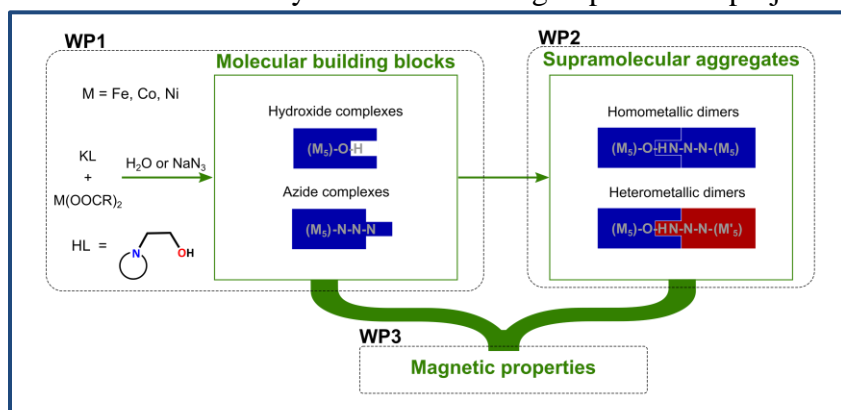 WP1
Molecular building blocks
M = Fe, Co, Ni
Hydroxide complexes
(M5)-O-H
KL
+
M(OOCR)2
H2O or NaN3
Azide complexes
(M5)-N-N-N
HL =
N
OH
WP2
Supramolecular aggregates
Homometallic dimers
(M5)-O-HN-N-N-(M5)
Heterometallic dimers
(M5)-O-HN-N-N-(M'5)
WP3
Magnetic properties